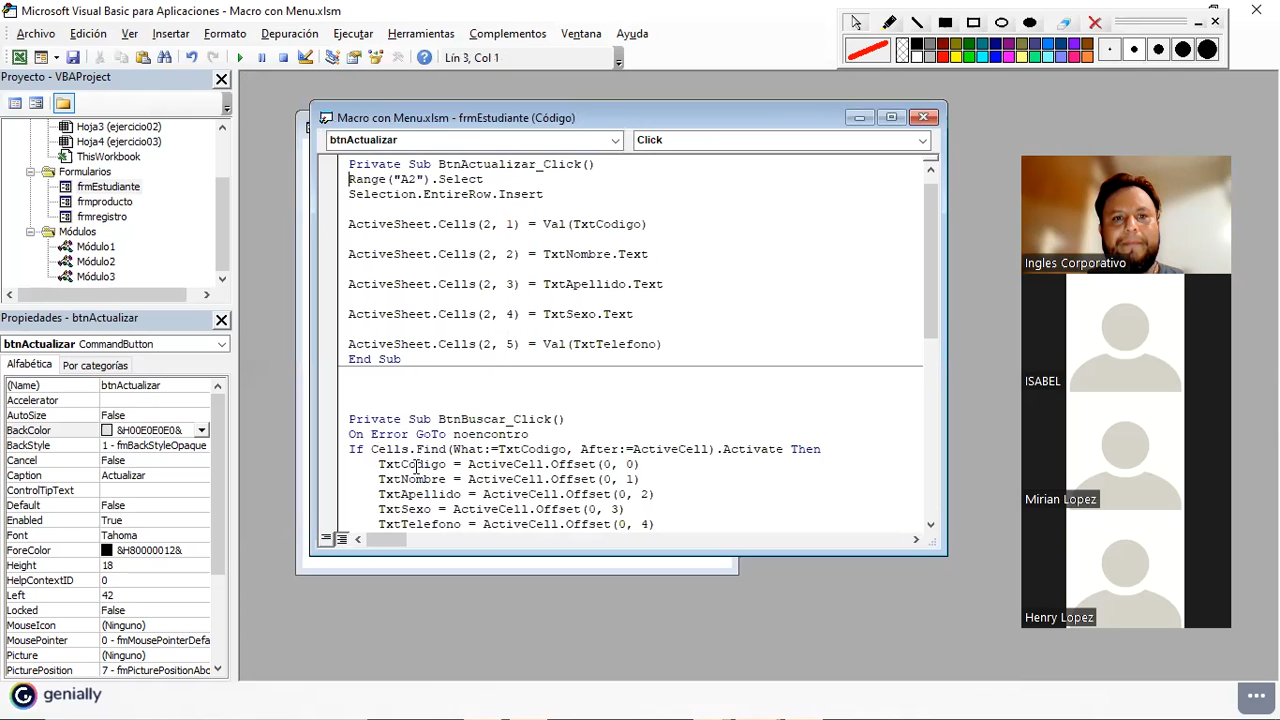 Microsoft Visual Basic para Aplicaciones - Macro con Menu.xlsm
Archivo Edición Ver Insertar Formato Depuración Ejecutar Herramientas Complementos Ventana Ayuda
Lín 3, Col 1
Proyecto - VBAProject
Hoja3 (ejercicio02)
Hoja4 (ejercicio03)
ThisWorkbook
Formularios
frmEstudiante
frmproducto
frmregistro
Módulos
Módulo1
Módulo2
Módulo3
Propiedades - btnActualizar
btnActualizar CommandButton
Alfabética Por categorías
(Name) btnActualizar
Accelerator
AutoSize False
BackColor &H00E0E0E0&
BackStyle 1 - fmBackStyleOpaque
Cancel False
Caption Actualizar
ControlTipText
Default False
Enabled True
Font Tahoma
ForeColor &H80000012&
Height 18
HelpContextID 0
Left 42
Locked False
MouseIcon (Ninguno)
MousePointer 0 - fmMousePointerDefa
Picture (Ninguno)
PicturePosition 7 - fmPicturePositionAbo
Macro con Menu.xlsm - frmEstudiante (Código)
btnActualizar Click
Private Sub BtnActualizar_Click()
Range("A2").Select
Selection.EntireRow.Insert
ActiveSheet.Cells(2, 1) = Val(TxtCodigo)
ActiveSheet.Cells(2, 2) = TxtNombre.Text
ActiveSheet.Cells(2, 3) = TxtApellido.Text
ActiveSheet.Cells(2, 4) = TxtSexo.Text
ActiveSheet.Cells(2, 5) = Val(TxtTelefono)
End Sub
Private Sub BtnBuscar_Click()
On Error GoTo noencontro
If Cells.Find(What:=TxtCodigo, After:=ActiveCell).Activate Then
TxtCodigo = ActiveCell.Offset(0, 0)
TxtNombre = ActiveCell.Offset(0, 1)
TxtApellido = ActiveCell.Offset(0, 2)
TxtSexo = ActiveCell.Offset(0, 3)
TxtTelefono = ActiveCell.Offset(0, 4)
Ingles Corporativo
ISABEL
Mirian Lopez
Henry Lopez
genially